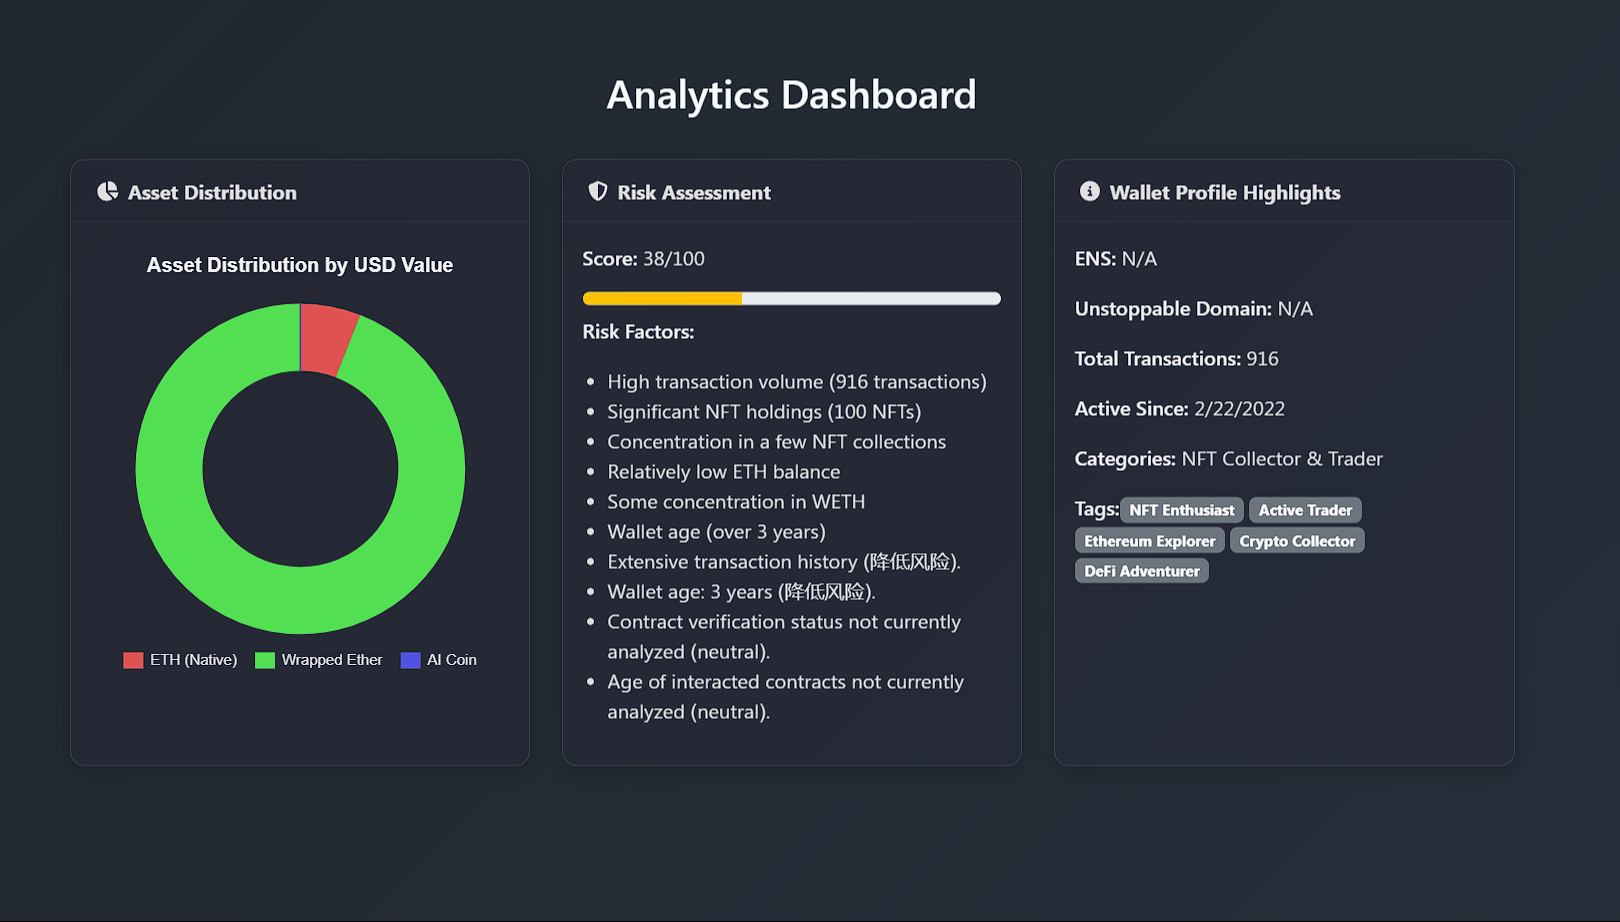 Analytics Dashboard
Asset Distribution
Asset Distribution by USD Value
ETH (Native) Wrapped Ether AI Coin
Risk Assessment
Score: 38/100
Risk Factors:
High transaction volume (916 transactions)
Significant NFT holdings (100 NFTs)
Concentration in a few NFT collections
Relatively low ETH balance
Some concentration in WETH
Wallet age (over 3 years)
Extensive transaction history (降低风险).
Wallet age: 3 years (降低风险).
Contract verification status not currently
analyzed (neutral).
Age of interacted contracts not currently
analyzed (neutral).
Wallet Profile Highlights
ENS: N/A
Unstoppable Domain: N/A
Total Transactions: 916
Active Since: 2/22/2022
Categories: NFT Collector & Trader
Tags: NFT Enthusiast Active Trader
Ethereum Explorer Crypto Collector
DeFi Adventurer